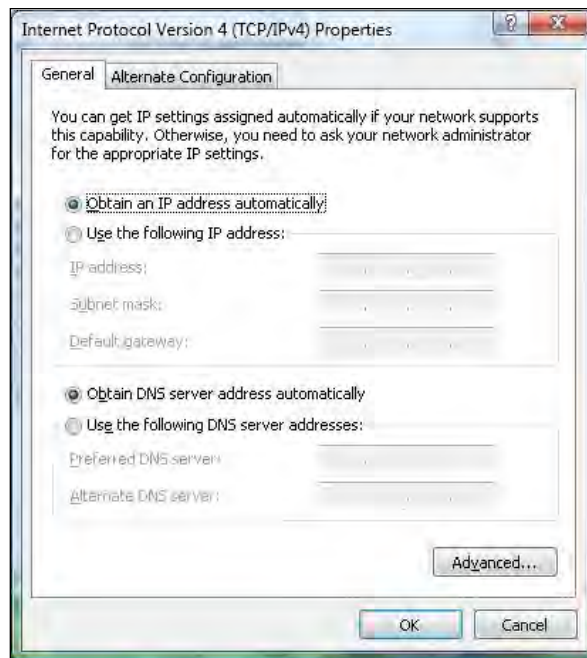 Internet Protocol Version 4 (TCP/IPv4) Properties
General
Alternate Configuration
You can get IP settings assigned automatically if your network supports
this capability. Otherwise, you need to ask your network administrator
for the appropriate IP settings.
Obtain an IP address automatically
Use the following IP address:
IP address:
Subnet mask:
Default gateway:
Obtain DNS server address automatically
Use the following DNS server addresses:
Preferred DNS server:
Alternate DNS server:
Advanced...
OK
Cancel